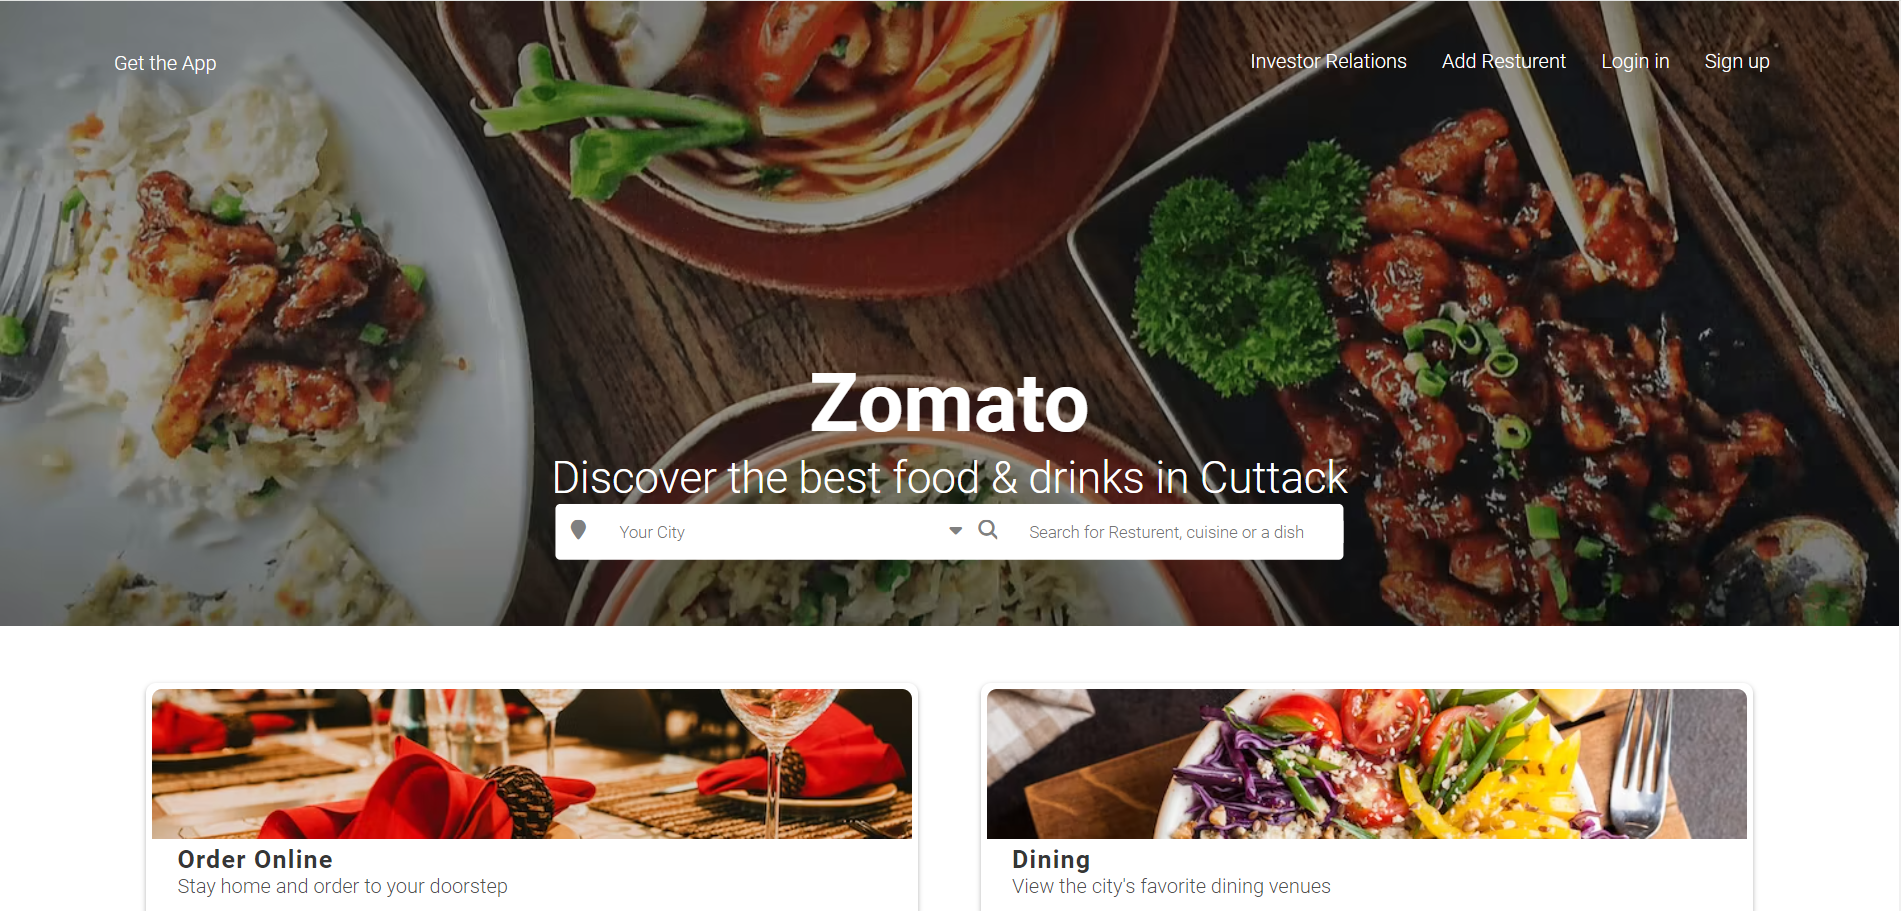 Get the App
Investor Relations
Add Resturent
Login in
Sign up
Zomato
Discover the best food & drinks in Cuttack
Your City
Search for Resturent, cuisine or a dish
Order Online
Stay home and order to your doorstep
Dining
View the city's favorite dining venues